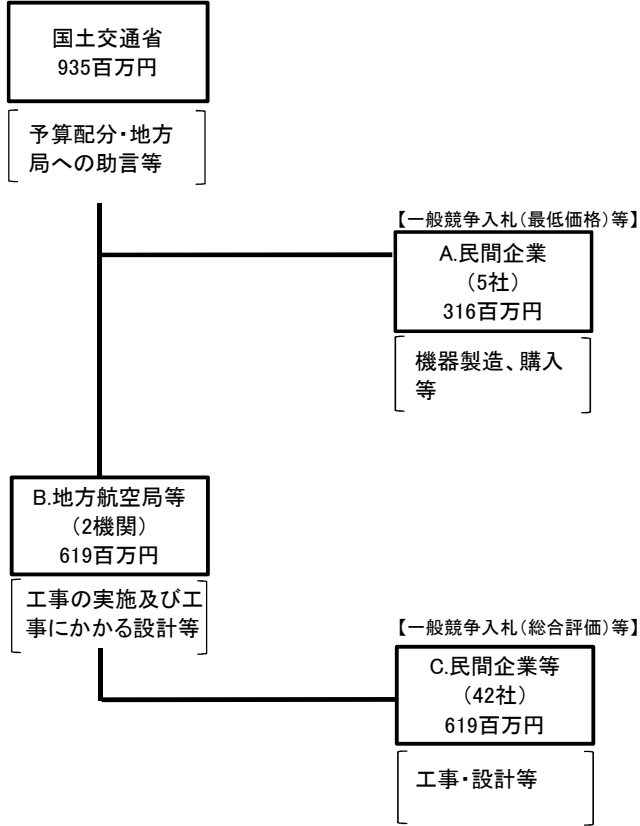 国土交通省
935百万円
予算配分・地方
局への助言等
【一般競争入札(最低価格)等】
A.民間企業
(5社)
316百万円
機器製造、購入
等
B.地方航空局等
(2機関)
619百万円
工事の実施及び工
事にかかる設計等
【一般競争入札(総合評価)等】
C.民間企業等
(42社)
619百万円
工事・設計等